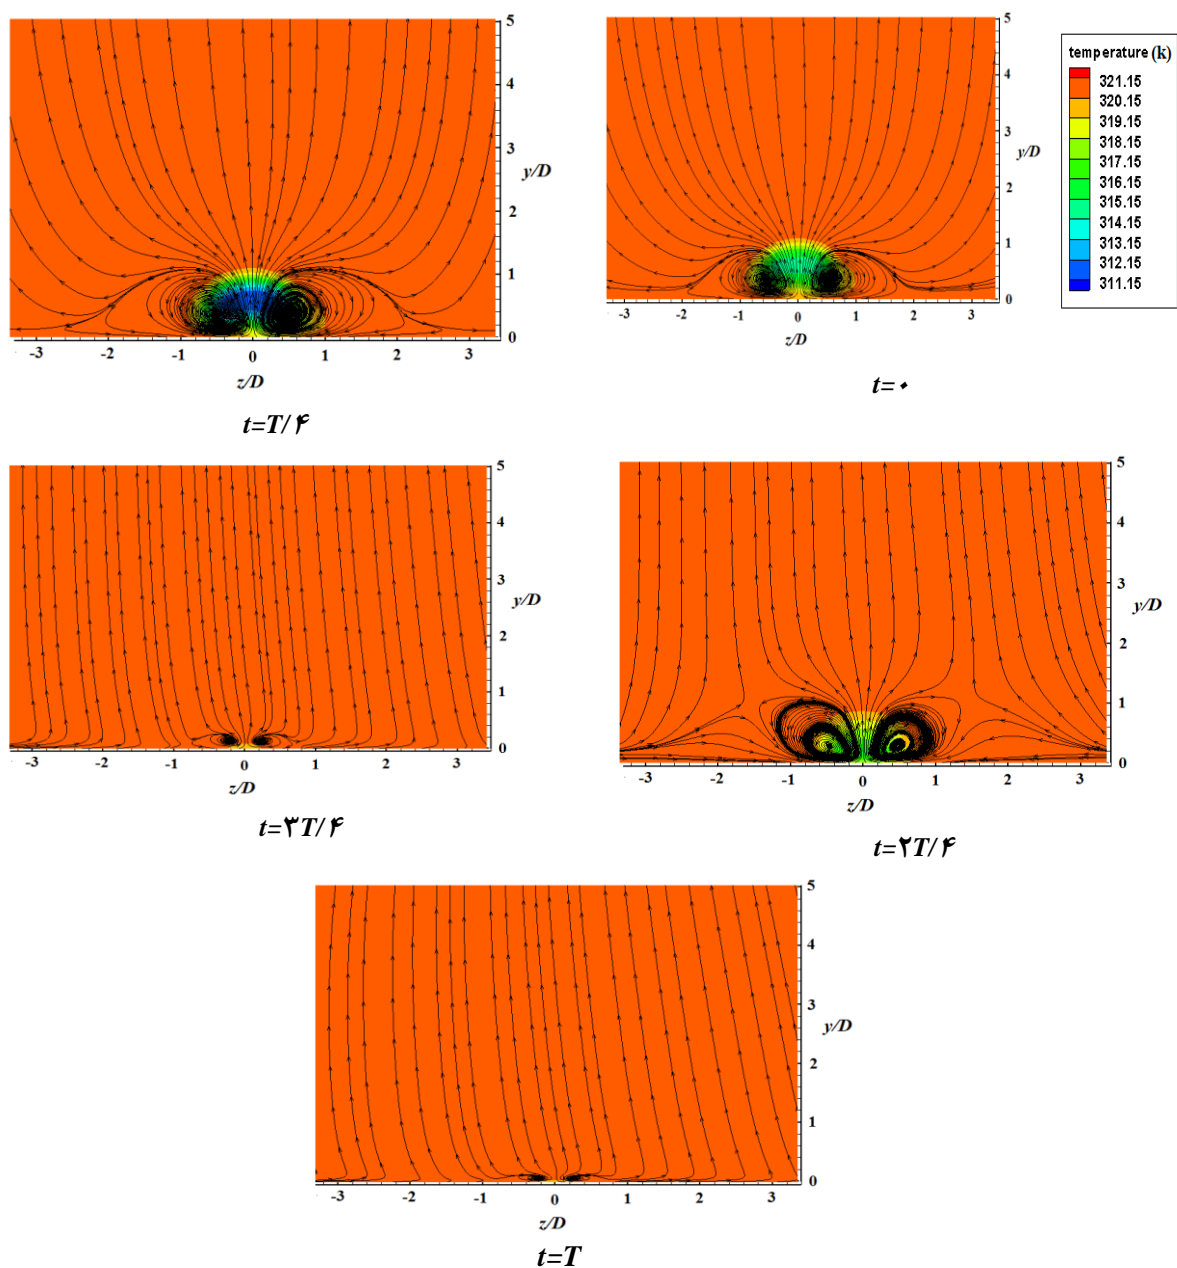 5
4
3
y/D
2
1
0
-3 -2 -1 0 1 2 3
z/D
t=T/۴
5
4
3
y/D
2
1
0
-3 -2 -1 0 1 2 3
z/D
t=۰
temperature (k)
321.15
320.15
319.15
318.15
317.15
316.15
315.15
314.15
313.15
312.15
311.15
5
4
3
y/D
2
1
0
-3 -2 -1 0 1 2 3
z/D
t=۳T/۴
5
4
3
y/D
2
1
0
-3 -2 -1 0 1 2 3
z/D
t=۲T/۴
5
4
3
y/D
2
1
0
-3 -2 -1 0 1 2 3
z/D
t=T